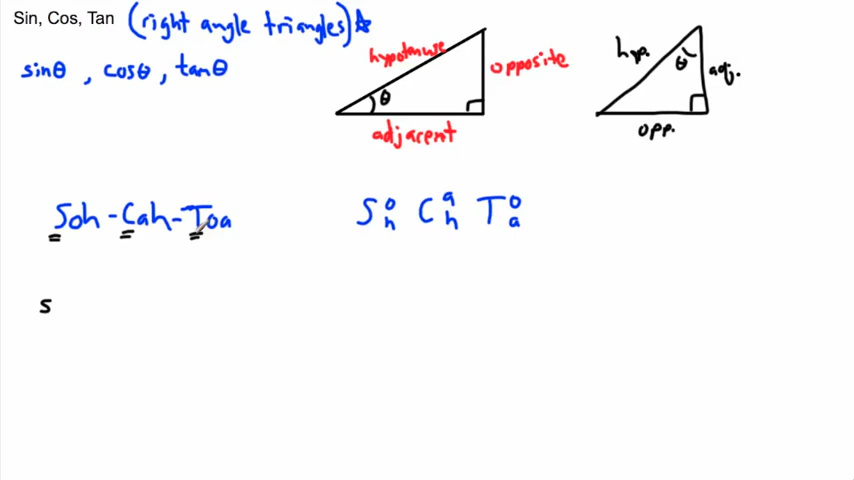 Sin, Cos, Tan (right angle triangles)
sinθ, cosθ, tanθ
hypotenuse
opposite
θ
adjacent
hyp.
θ
adj.
opp.
Soh-Cah-Toa
S o h C a h T o a
s